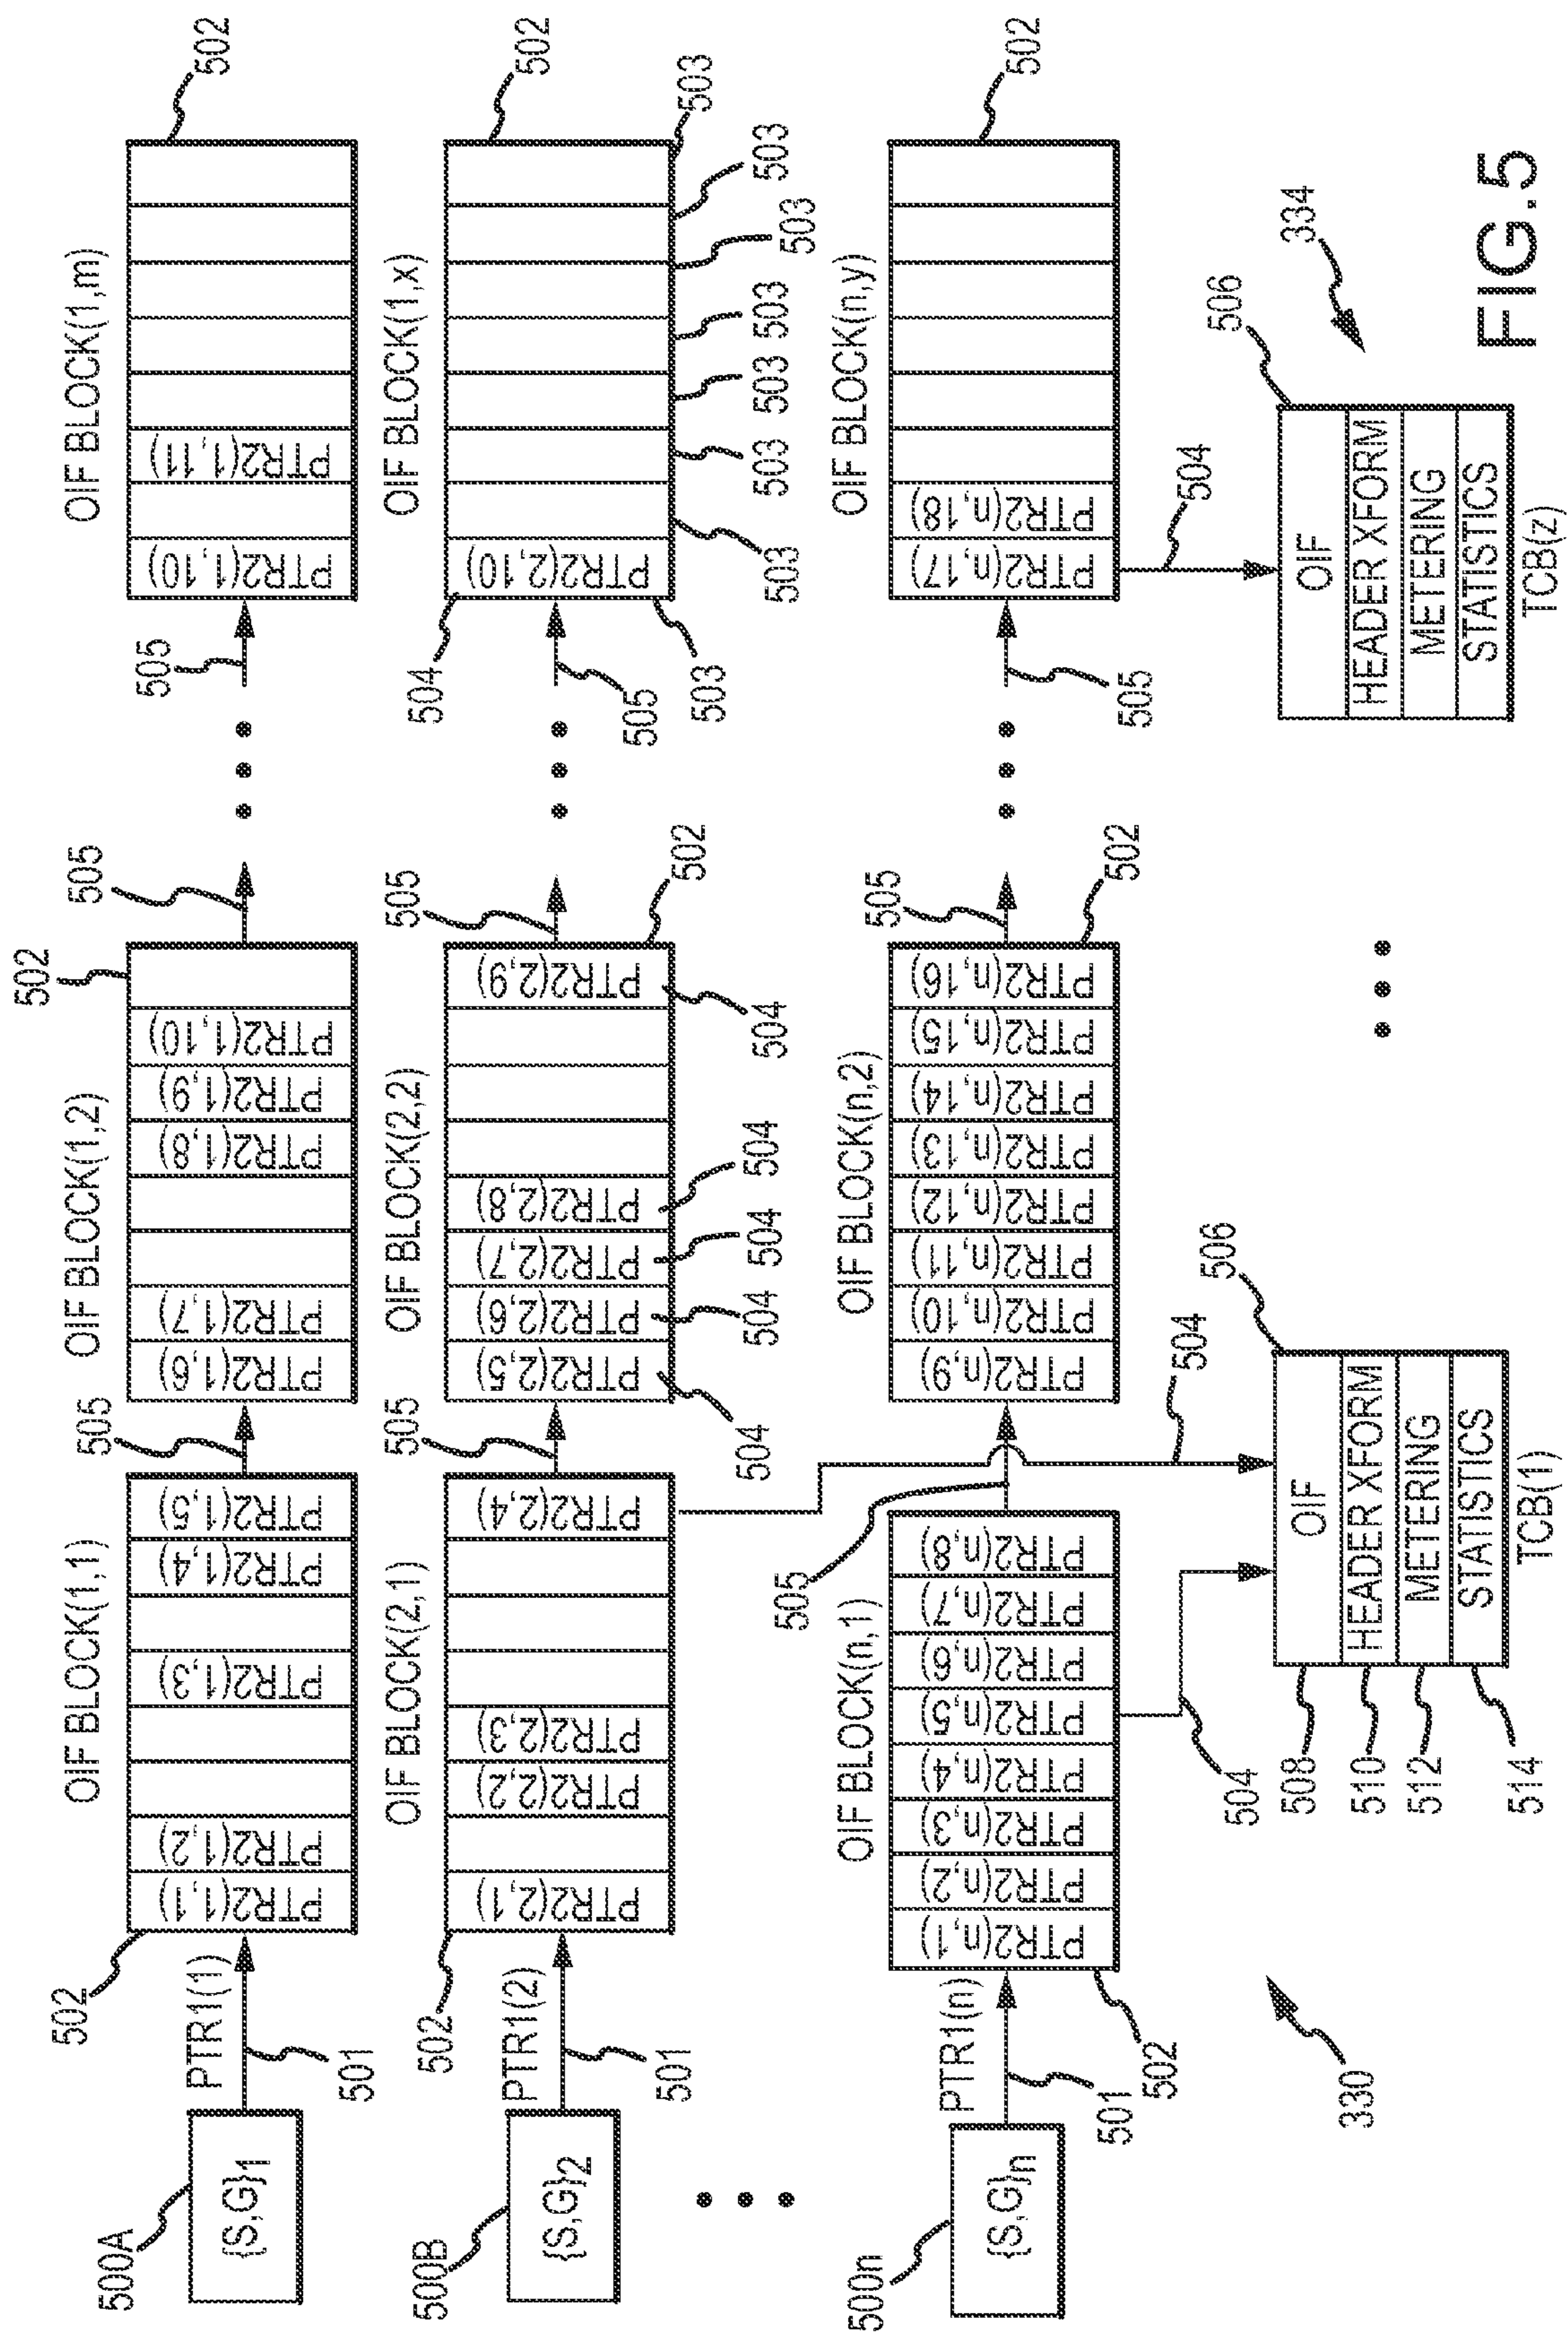 502
502
502
505
505
505
OIF BLOCK(1,1)
OIF BLOCK(1,2)
OIF BLOCK(1,m)
500A
{S,G}1
PTR1(1)
501
PTR2(1,1)
PTR2(1,2)
PTR2(1,3)
PTR2(1,4)
PTR2(1,5)
PTR2(1,6)
PTR2(1,7)
PTR2(1,8)
PTR2(1,9)
PTR2(1,10)
PTR2(1,10)
PTR2(1,11)
502
502
502
505
505
505
504
OIF BLOCK(2,1)
OIF BLOCK(2,2)
OIF BLOCK(1,x)
500B
{S,G}2
PTR1(2)
501
PTR2(2,1)
PTR2(2,2)
PTR2(2,3)
PTR2(2,4)
PTR2(2,5)
PTR2(2,6)
PTR2(2,7)
PTR2(2,8)
PTR2(2,9)
PTR2(2,10)
504
504
504
504
504
503
503
503
503
503
503
503
503
OIF BLOCK(n,1)
OIF BLOCK(n,2)
OIF BLOCK(n,y)
500n
{S,G}n
PTR1(n)
501
502
502
502
505
505
505
PTR2(n,1)
PTR2(n,2)
PTR2(n,3)
PTR2(n,4)
PTR2(n,5)
PTR2(n,6)
PTR2(n,7)
PTR2(n,8)
PTR2(n,9)
PTR2(n,10)
PTR2(n,11)
PTR2(n,12)
PTR2(n,13)
PTR2(n,14)
PTR2(n,15)
PTR2(n,16)
PTR2(n,17)
PTR2(n,18)
504
504
504
330
508
510
512
514
506
OIF
HEADER XFORM
METERING
STATISTICS
TCB(1)
506
OIF
HEADER XFORM
METERING
STATISTICS
TCB(z)
334
FIG.5